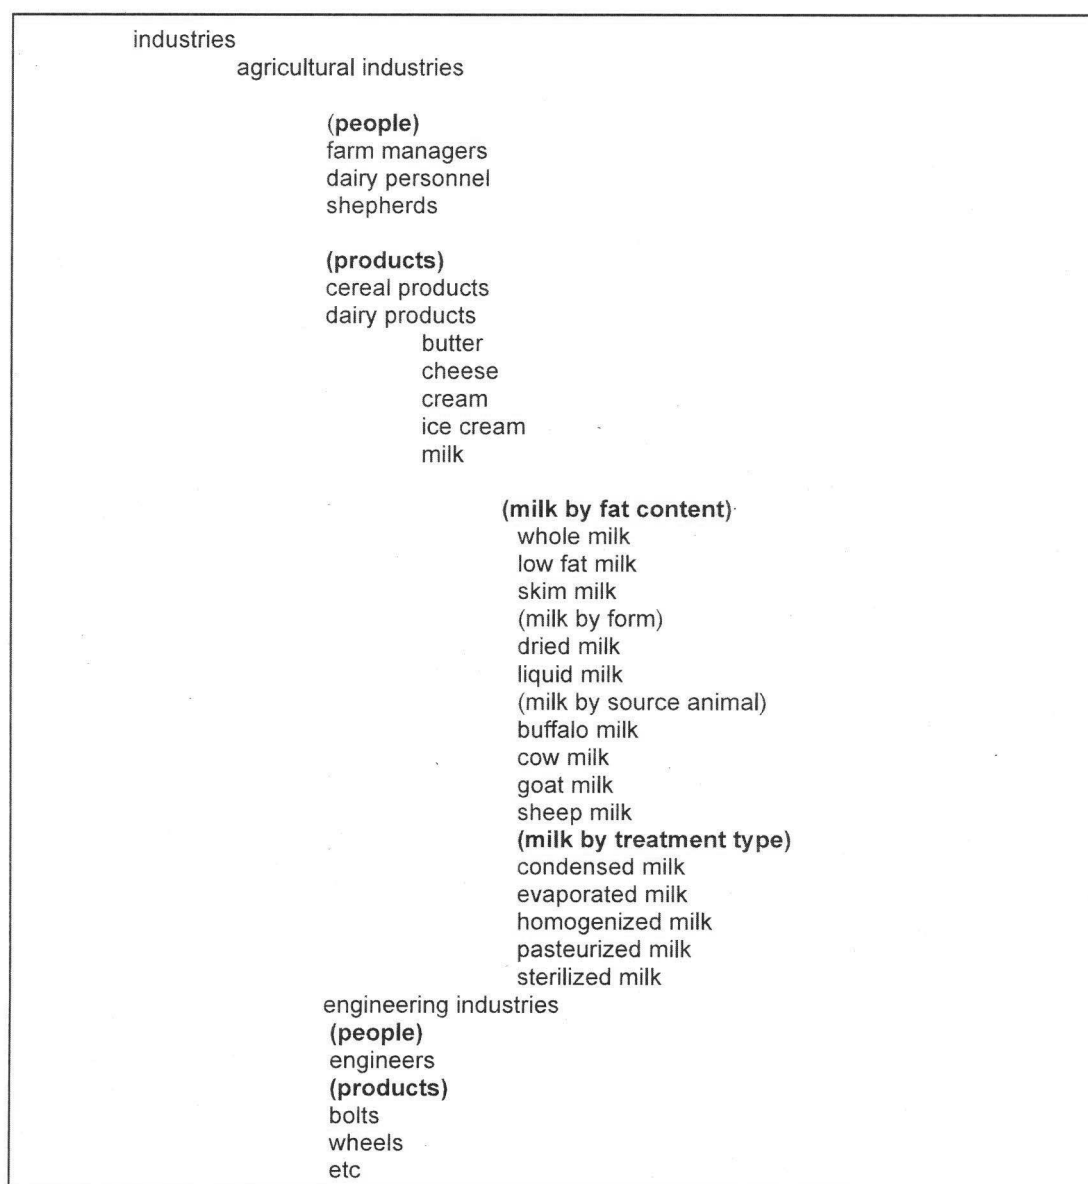 industries
agricultural industries
(people)
farm managers
dairy personnel
shepherds
(products)
cereal products
dairy products
butter
cheese
cream
ice cream
milk
(milk by fat content)
whole milk
low fat milk
skim milk
(milk by form)
dried milk
liquid milk
(milk by source animal)
buffalo milk
cow milk
goat milk
sheep milk
(milk by treatment type)
condensed milk
evaporated milk
homogenized milk
pasteurized milk
sterilized milk
engineering industries
(people)
engineers
(products)
bolts
wheels
etc